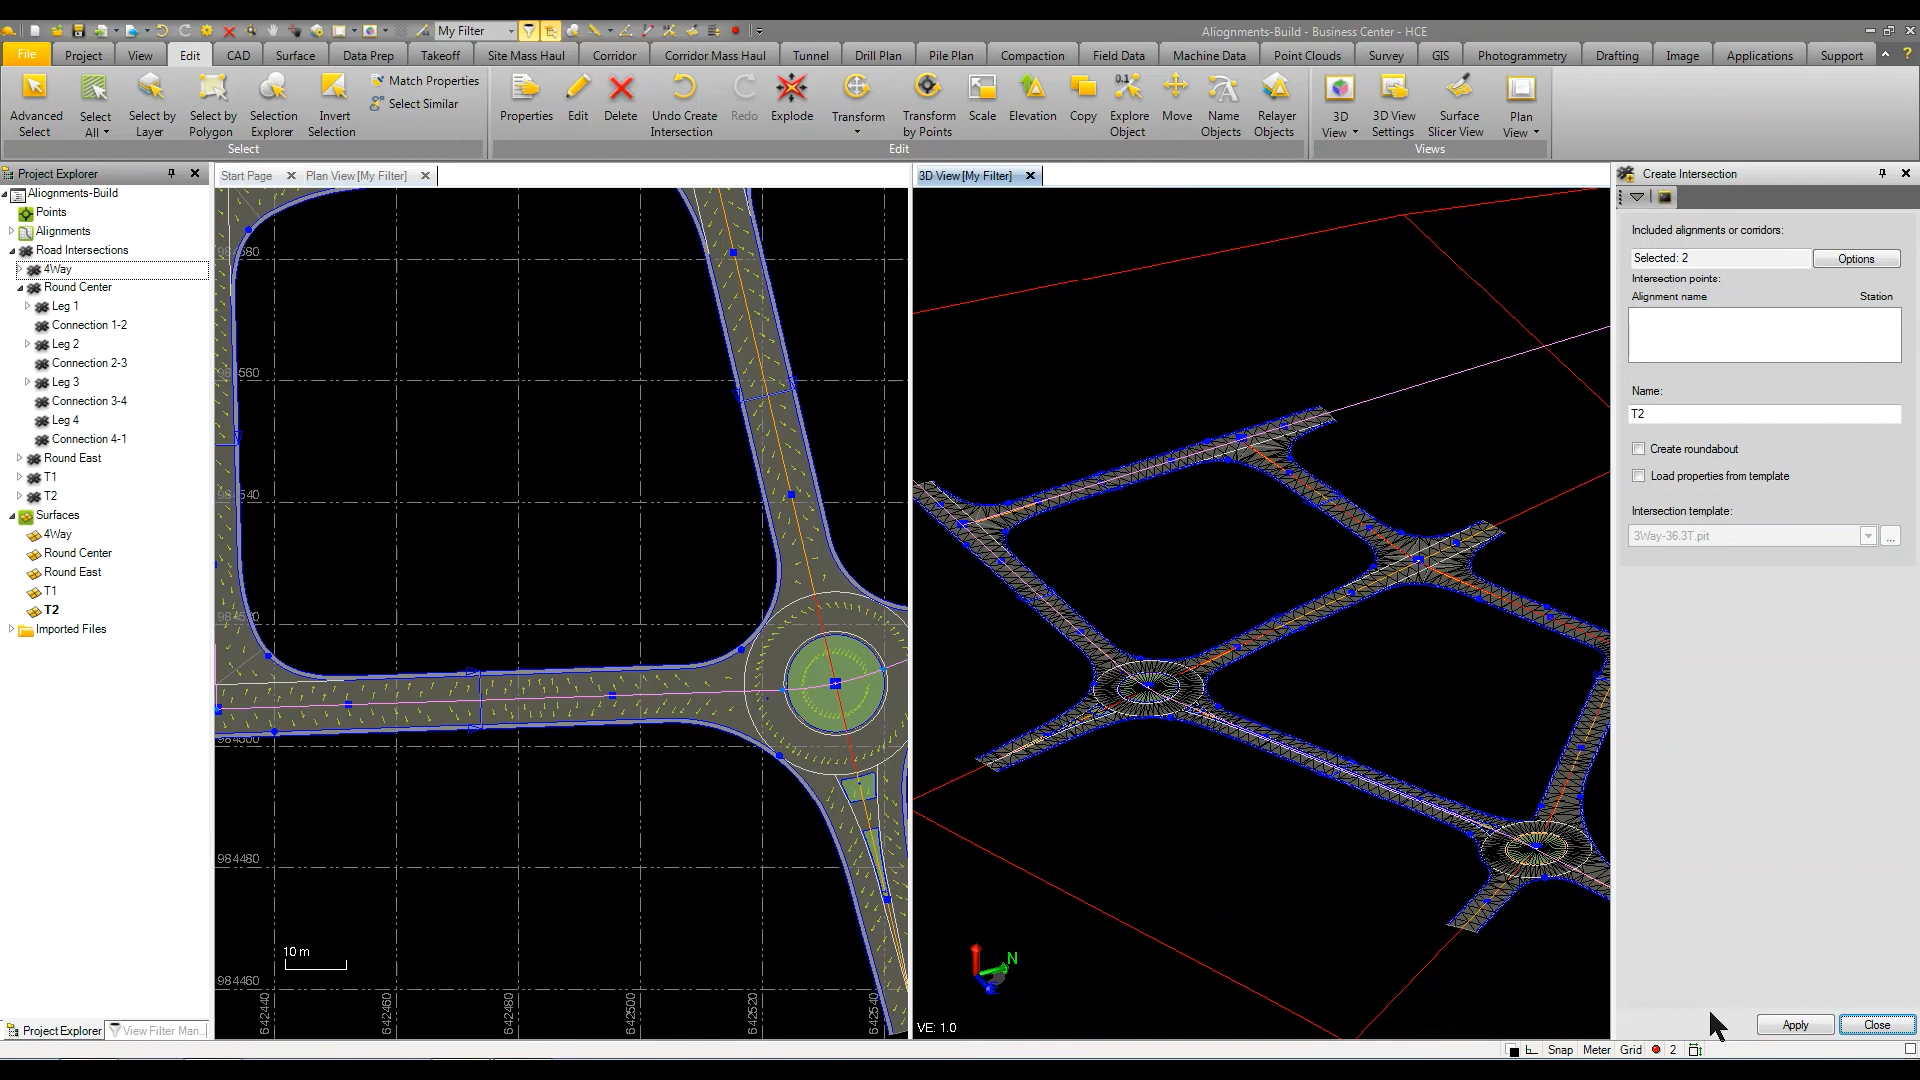 My Filter
Aliognments-Build - Business Center - HCE
File Project View Edit CAD Surface Data Prep Takeoff Site Mass Haul Corridor Corridor Mass Haul Tunnel Drill Plan Pile Plan Compaction Field Data Machine Data Point Clouds Survey GIS Photogrammetry Drafting Image Applications Support
Match Properties
Select Similar
Advanced Select
Select All
Select by Layer
Select by Polygon
Selection Explorer
Invert Selection
Properties
Edit
Delete
Undo Create Intersection
Redo
Explode
Transform
Transform by Points
Scale
Elevation
Copy
0.1
Explore Object
Move
Name Objects
Relayer Objects
3D View
3D View Settings
Surface Slicer View
Plan View
Select
Edit
Views
Project Explorer
Aliognments-Build
Points
Alignments
Road Intersections
4Way
Round Center
Leg 1
Connection 1-2
Leg 2
Connection 2-3
Leg 3
Connection 3-4
Leg 4
Connection 4-1
Round East
T1
T2
Surfaces
4Way
Round Center
Round East
T1
T2
Imported Files
Project Explorer
View Filter Man...
Start Page
Plan View [My Filter]
984480
984460
10 m
642440
642460
642480
642500
642520
642540
3D View [My Filter]
N
VE: 1.0
Create Intersection
Included alignments or corridors:
Selected: 2
Options
Intersection points:
Alignment name Station
Name:
T2
Create roundabout
Load properties from template
Intersection template:
3Way-36.3T.pit
...
Apply
Close
Snap Meter Grid 2